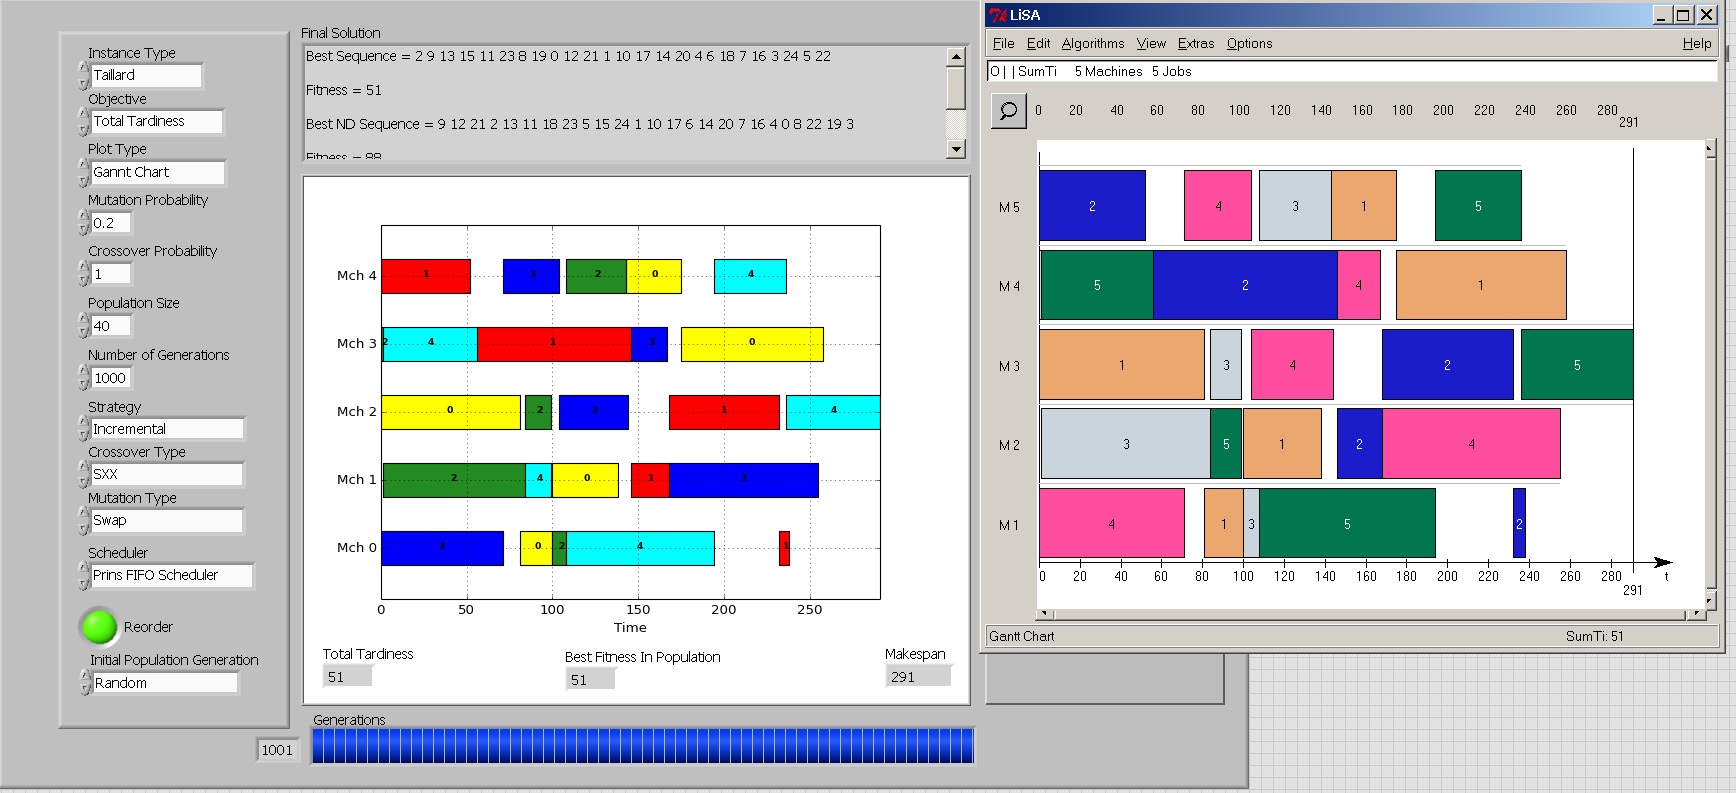 Instance Type
Taillard
Objective
Total Tardiness
Plot Type
Gannt Chart
Mutation Probability
0.2
Crossover Probability
1
Population Size
40
Number of Generations
1000
Strategy
Incremental
Crossover Type
SXX
Mutation Type
Swap
Scheduler
Prins FIFO Scheduler
Reorder
Initial Population Generation
Random
1001
Final Solution
Best Sequence = 2 9 13 15 11 23 8 19 0 12 21 1 10 17 14 20 4 6 18 7 16 3 24 5 22
Fitness = 51
Best ND Sequence = 9 12 21 2 13 11 18 23 5 15 24 1 10 17 6 14 20 7 16 4 0 8 22 19 3
Fitness = 88
Mch 4 1 3 2 0 4
Mch 3 2 4 1 3 0
Mch 2 0 2 3 1 4
Mch 1 2 4 0 1 3
Mch 0 3 0 2 4 1
0 50 100 150 200 250
Time
Total Tardiness
51
Best Fitness In Population
51
Makespan
291
Generations
LiSA
File Edit Algorithms View Extras Options Help
O | | SumTi 5 Machines 5 Jobs
0 20 40 60 80 100 120 140 160 180 200 220 240 260 280
291
M 5 2 4 3 1 5
M 4 5 2 4 1
M 3 1 3 4 2 5
M 2 3 5 1 2 4
M 1 4 1 3 5 2
0 20 40 60 80 100 120 140 160 180 200 220 240 260 280 t
291
Gantt Chart SumTi: 51